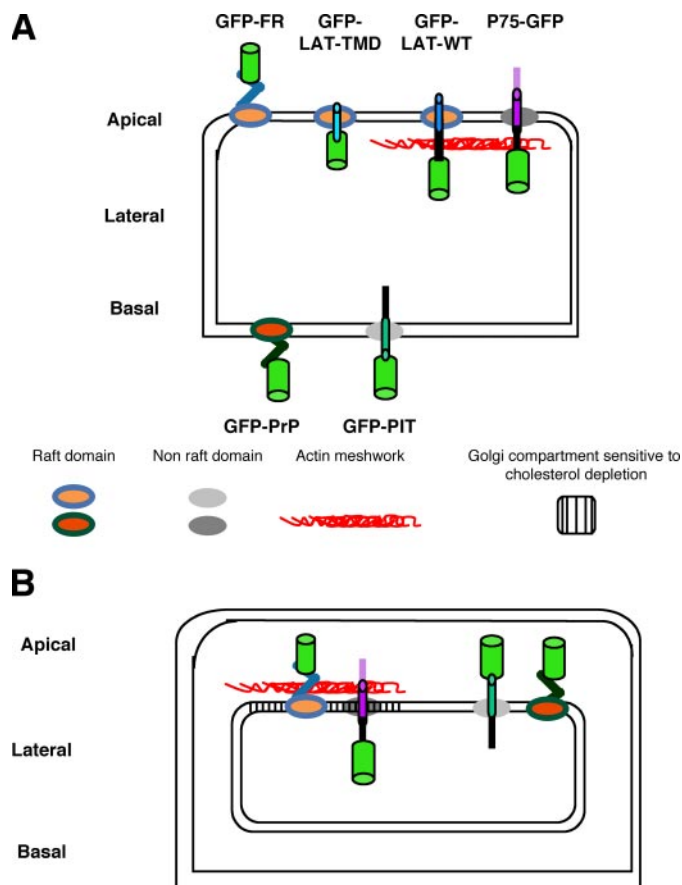 A
GFP-FR
GFP-
LAT-TMD
GFP-
LAT-WT
P75-GFP
Apical
Lateral
Basal
GFP-PrP
GFP-PIT
Raft domain
Non raft domain
Actin meshwork
Golgi compartment sensitive to
cholesterol depletion
B
Apical
Lateral
Basal